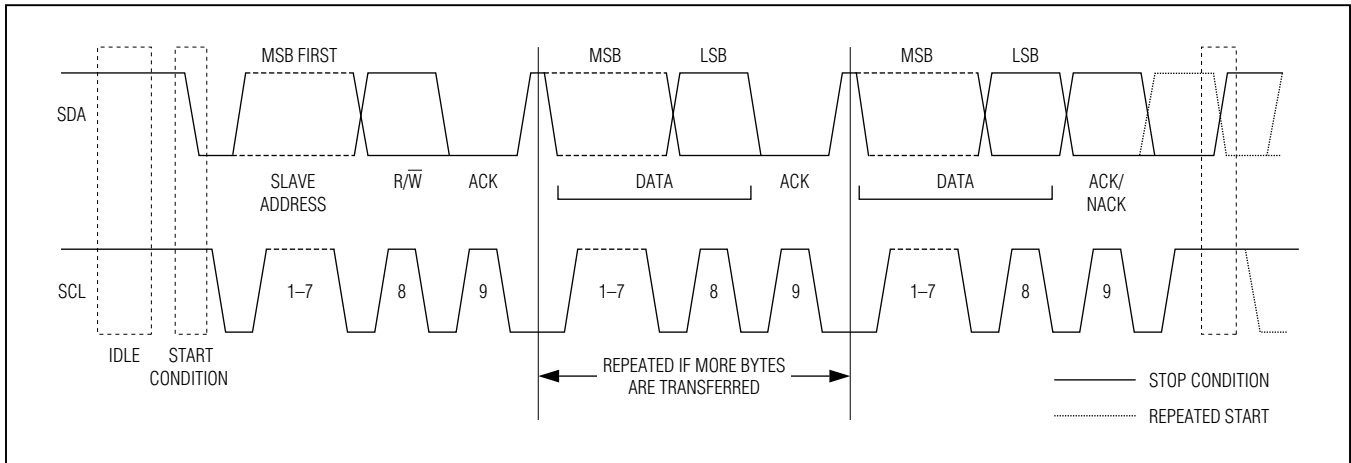 MSB FIRST
MSB
LSB
MSB
LSB
SDA
SLAVE
ADDRESS
R/W̅
ACK
DATA
ACK
DATA
ACK/
NACK
SCL
1–7
8
9
1–7
8
9
1–7
8
9
IDLE
START
CONDITION
REPEATED IF MORE BYTES
ARE TRANSFERRED
STOP CONDITION
REPEATED START